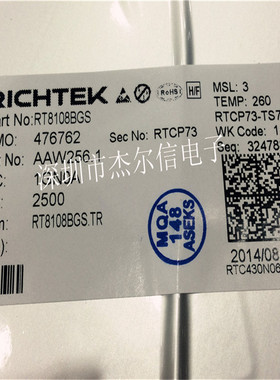 RICHTEK
RoHS
H/F
MSL: 3
TEMP: 260
RTCP73-TS7
Part No: RT8108BGS
MO: 476762
Sec No: RTCP73
WK Code: 1
AAW256.1
Seq: 32478
深圳市杰尔信电子
2500
RT8108BGS.TR
MQA
148
ASEKS
2014/08
RTC430N06